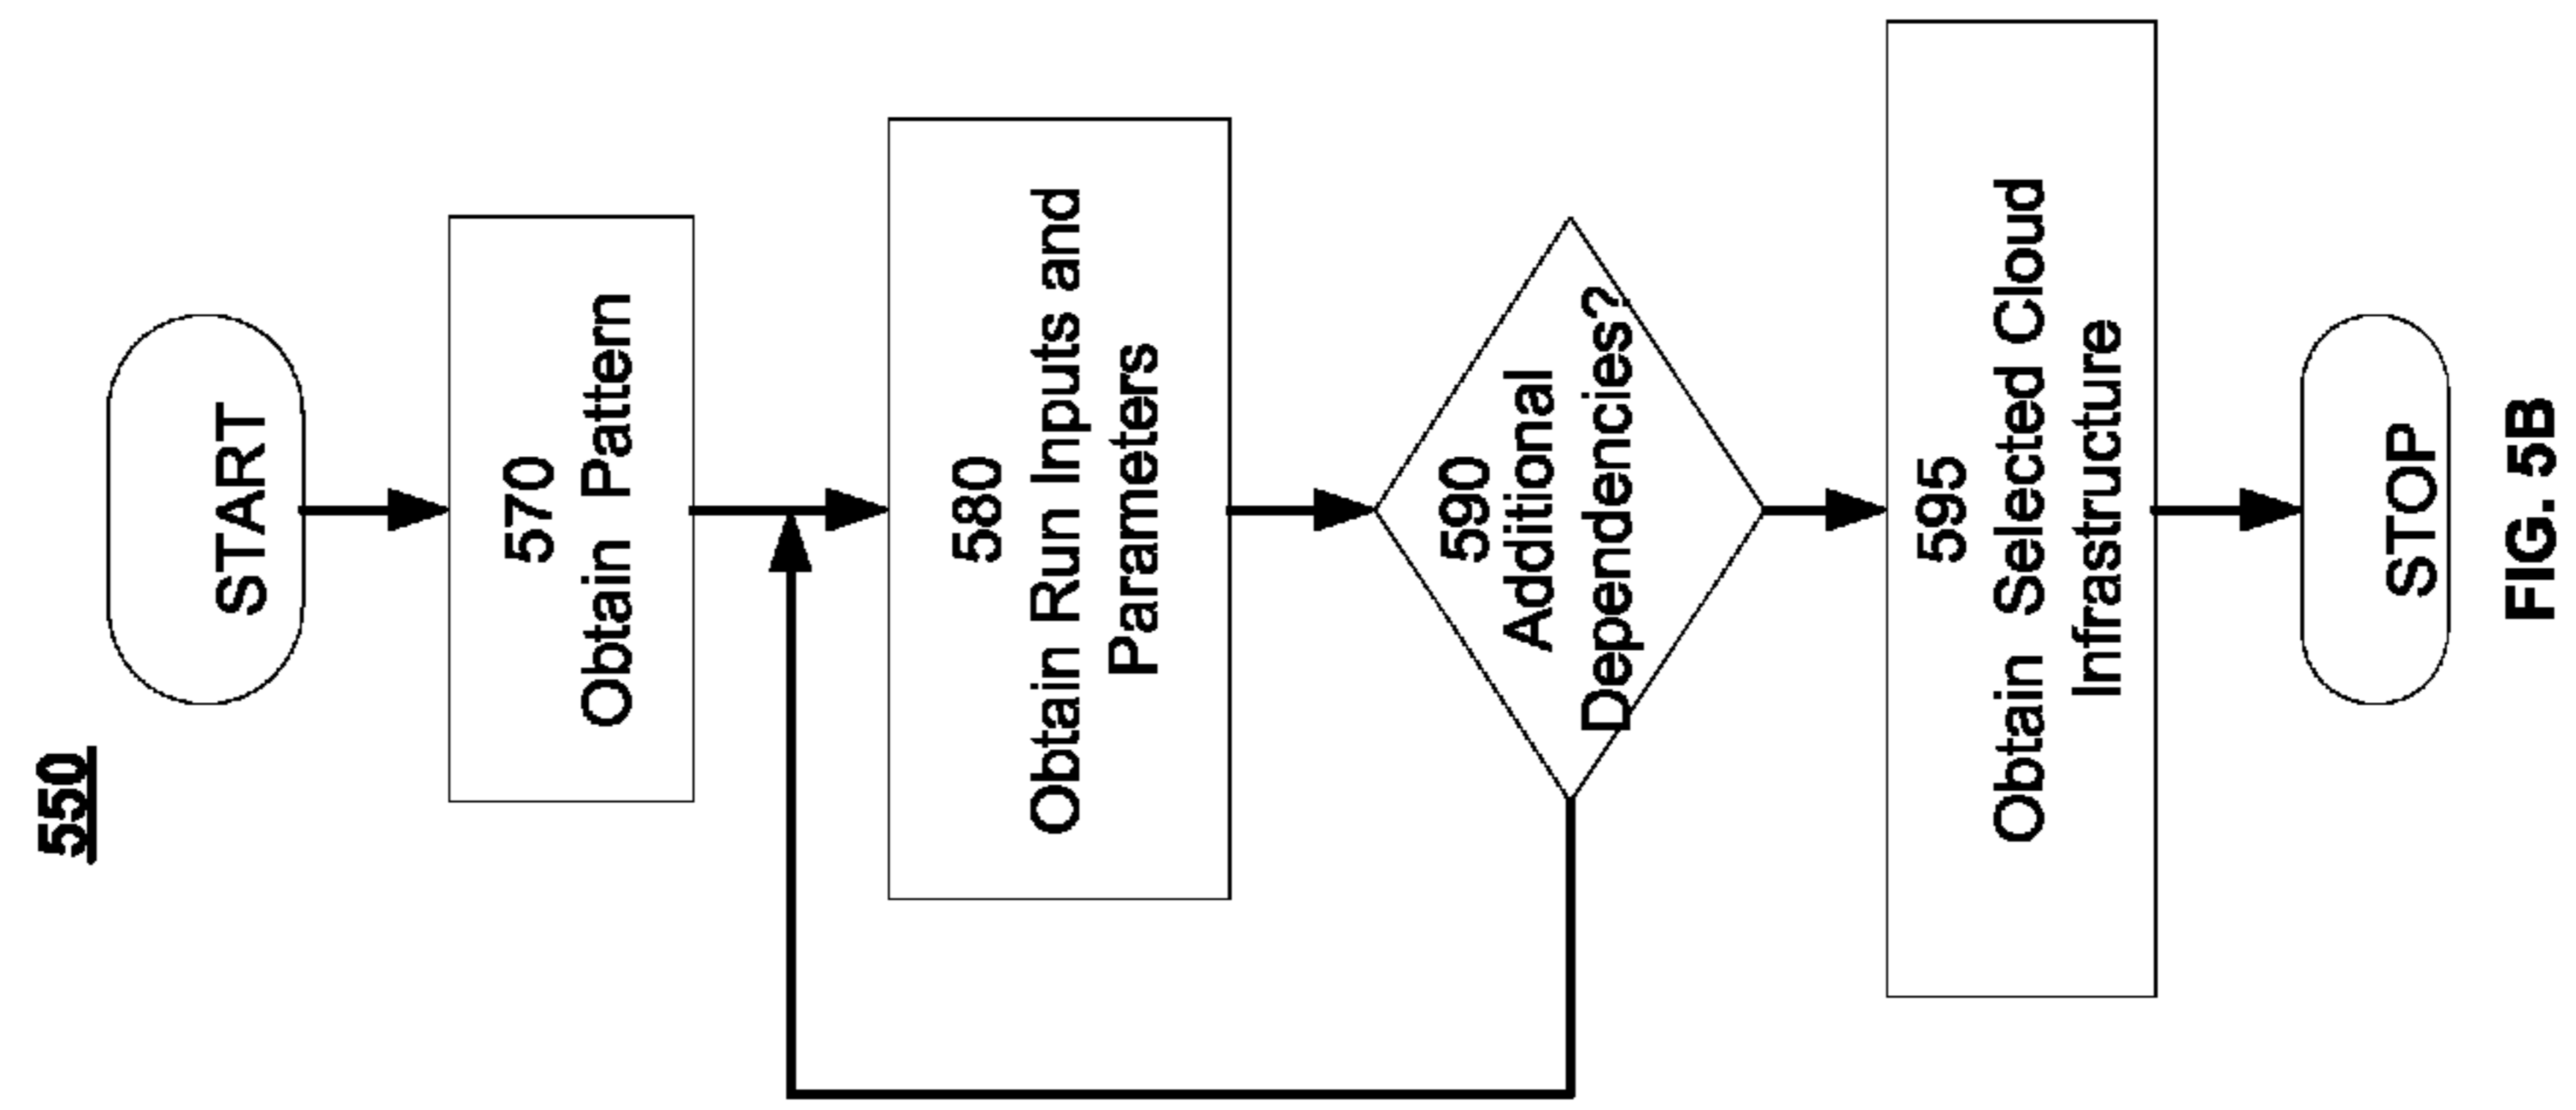 550
START
570
Obtain Pattern
580
Obtain Run Inputs and
Parameters
590
Additional
Dependencies?
595
Obtain Selected Cloud
Infrastructure
STOP
FIG. 5B